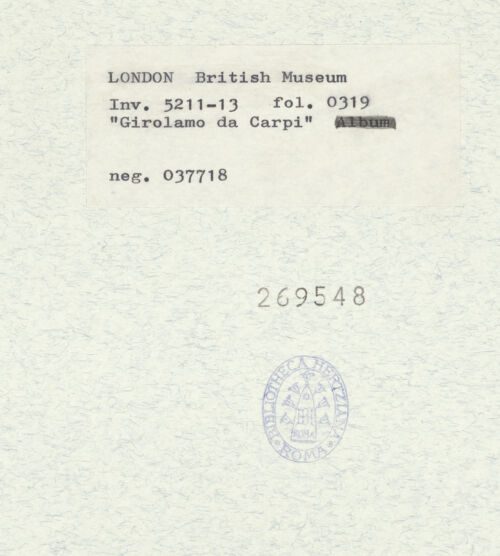 LONDON British Museum
Inv. 5211-13 fol. 0319
"Girolamo da Carpi" Album
neg. 037718
269548
BIBLIOTHECA HERTZIANA
ROMA